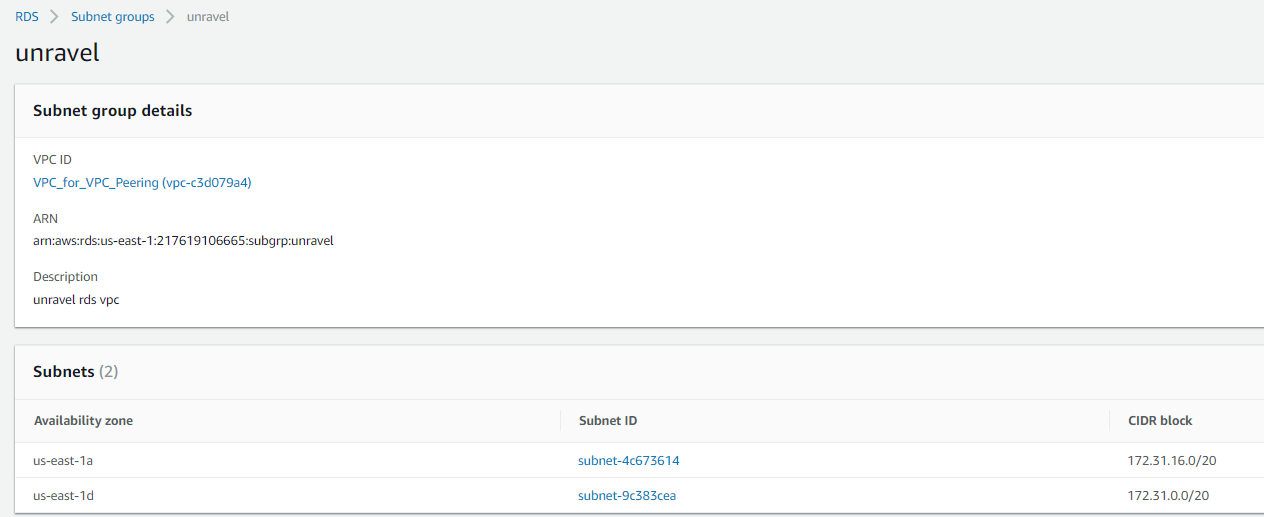 RDS > Subnet groups > unravel
unravel
Subnet group details
VPC ID
VPC_for_VPC_Peering (vpc-c3d079a4)
ARN
arn:aws:rds:us-east-1:217619106665:subgrp:unravel
Description
unravel rds vpc
Subnets (2)
Availability zone Subnet ID CIDR block
us-east-1a subnet-4c673614 172.31.16.0/20
us-east-1d subnet-9c383cea 172.31.0.0/20